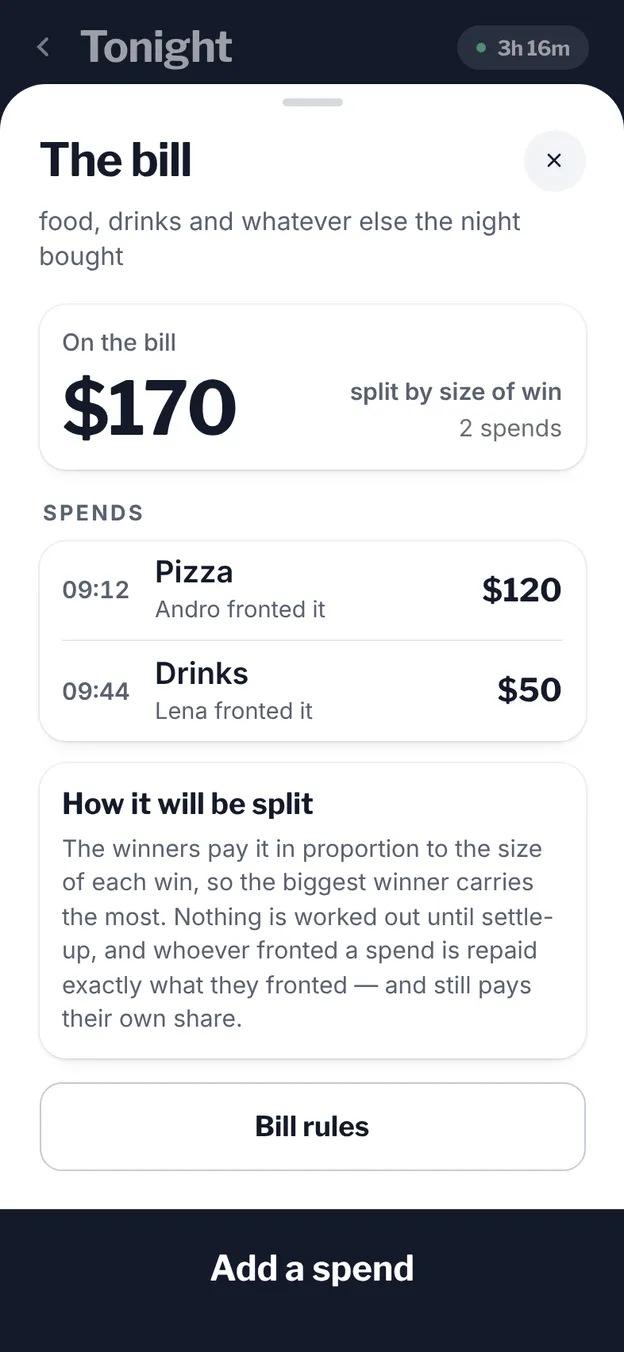 Tonight
3h 16m
The bill
food, drinks and whatever else the night
bought
On the bill
$170
split by size of win
2 spends
SPENDS
09:12
Pizza
Andro fronted it
$120
09:44
Drinks
Lena fronted it
$50
How it will be split
The winners pay it in proportion to the size
of each win, so the biggest winner carries
the most. Nothing is worked out until settle-
up, and whoever fronted a spend is repaid
exactly what they fronted — and still pays
their own share.
Bill rules
Add a spend